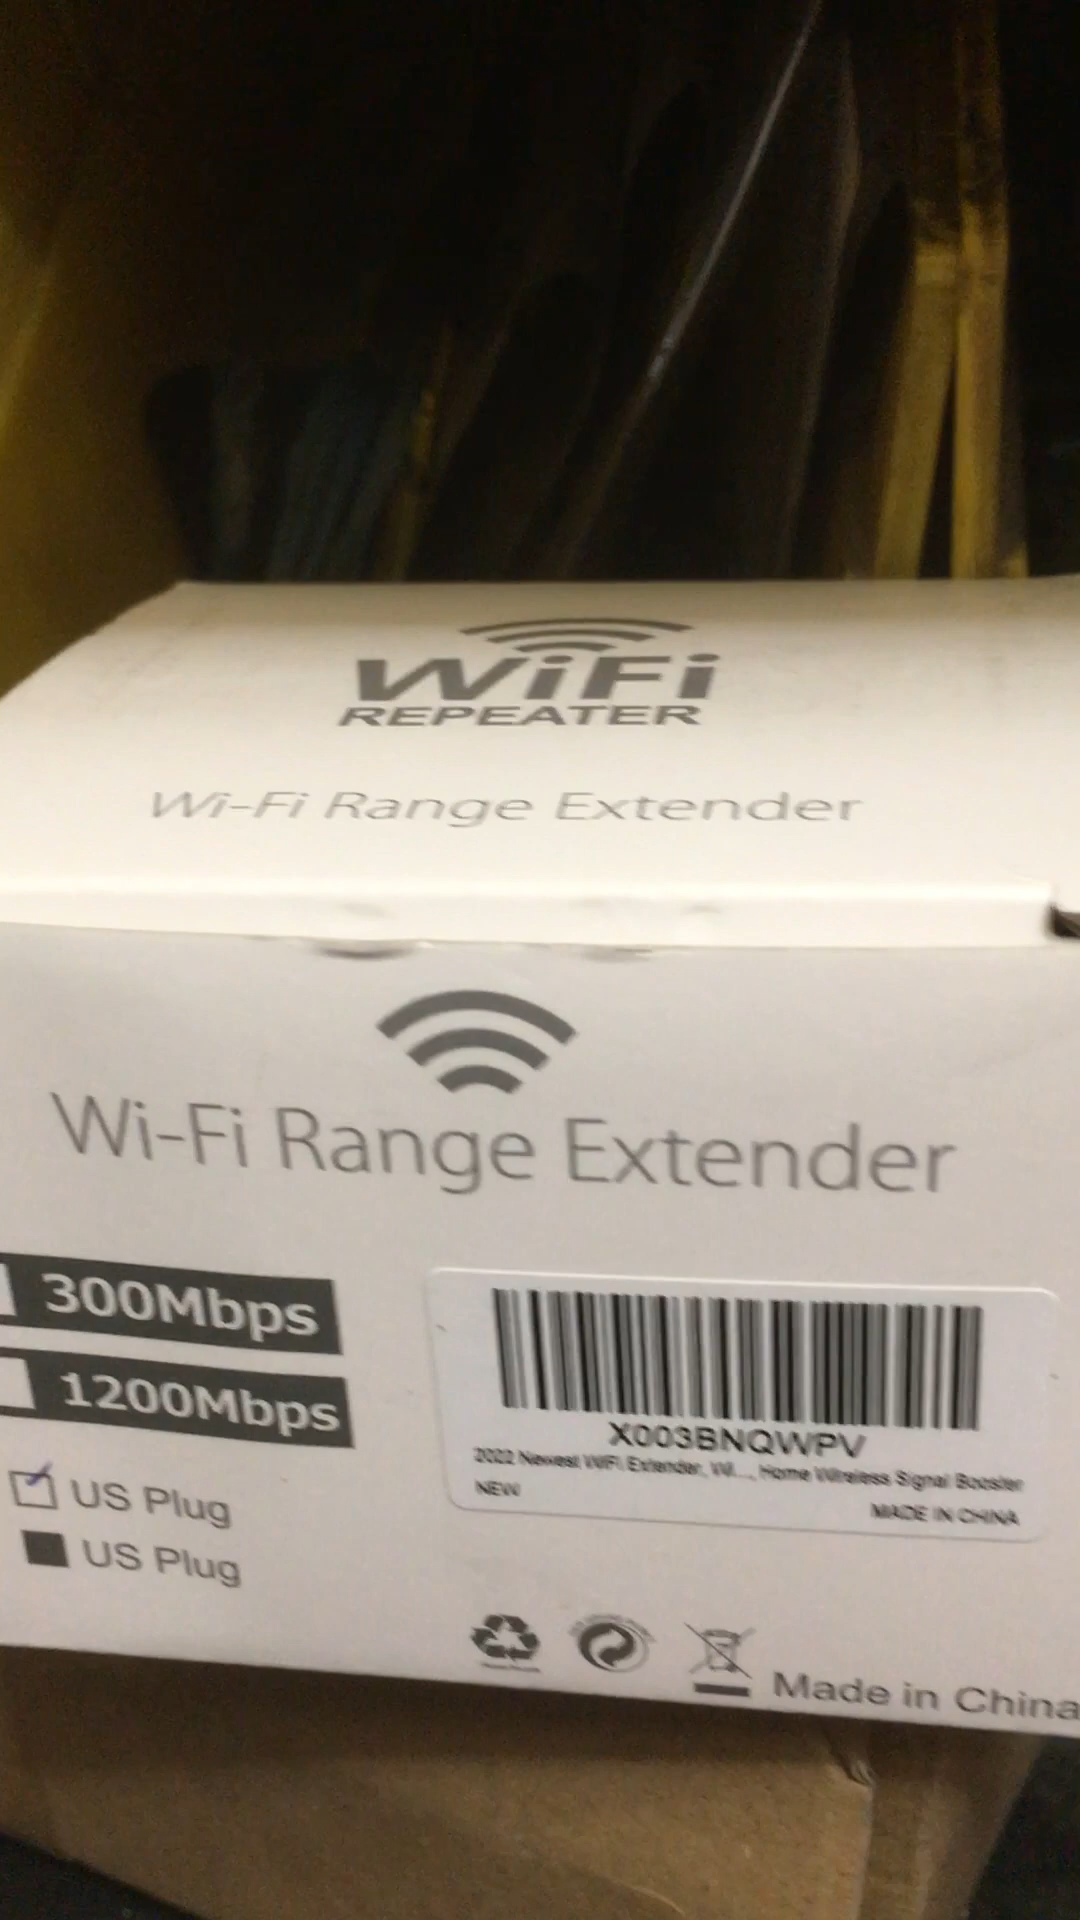 WiFi
REPEATER
Wi-Fi Range Extender
Wi-Fi Range Extender
300Mbps
1200Mbps
US Plug
US Plug
X003BNQWPV
2022 Newest WiFi Extender, Wi..., Home Wireless Signal Booster
NEW
MADE IN CHINA
Made in China